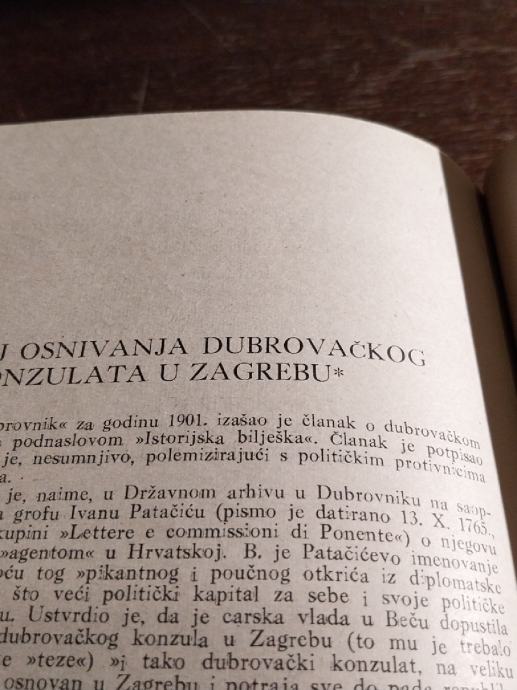 J OSNIVANJA DUBROVAČKOG
ONZULATA U ZAGREBU*
brovnik« za godinu 1901. izašao je članak o dubrovačkom
podnaslovom »Istorijska bilješka«. Članak je potpisao
je, nesumnjivo, polemizirajući s političkim protivnicima
a.
je, naime, u Državnom arhivu u Dubrovniku na saop-
a grofu Ivanu Patačiću (pismo je datirano 13. X. 1765.,
kupini »Lettere e commissioni di Ponente«) o njegovu
»agentom« u Hrvatskoj. B. je Patačićevo imenovanje
oću tog »pikantnog i poučnog otkrića iz diplomatske
što veći politički kapital za sebe i svoje političke
u. Ustvrdio je, da je carska vlada u Beču dopustila
dubrovačkog konzula u Zagrebu (to mu je trebalo
e »teze«) »i tako dubrovački konzulat, na veliku
osnovan u Zagrebu i potraja sve do pada